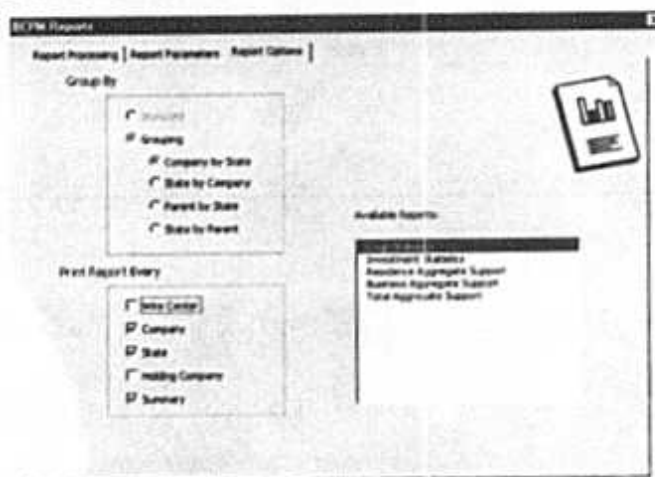 BCPM Reports
Report Processing | Report Parameters | Report Options
Group By
Grouping
Company by State
State by Company
Parent by State
State by Parent
Print Report Every
Wire Center
Company
State
Holding Company
Summary
Available Reports:
Investment Statistics
Residence Aggregate Support
Business Aggregate Support
Total Aggregate Support